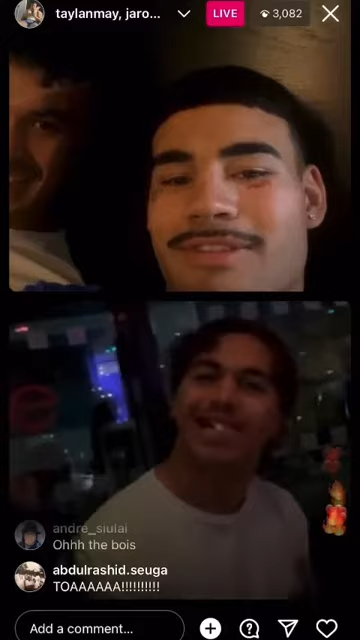 taylanmay, jaro...
LIVE
3,082
andre_siulai
Ohhh the bois
abdulrashid.seuga
TOAAAAAA!!!!!!!!!!
Add a comment...